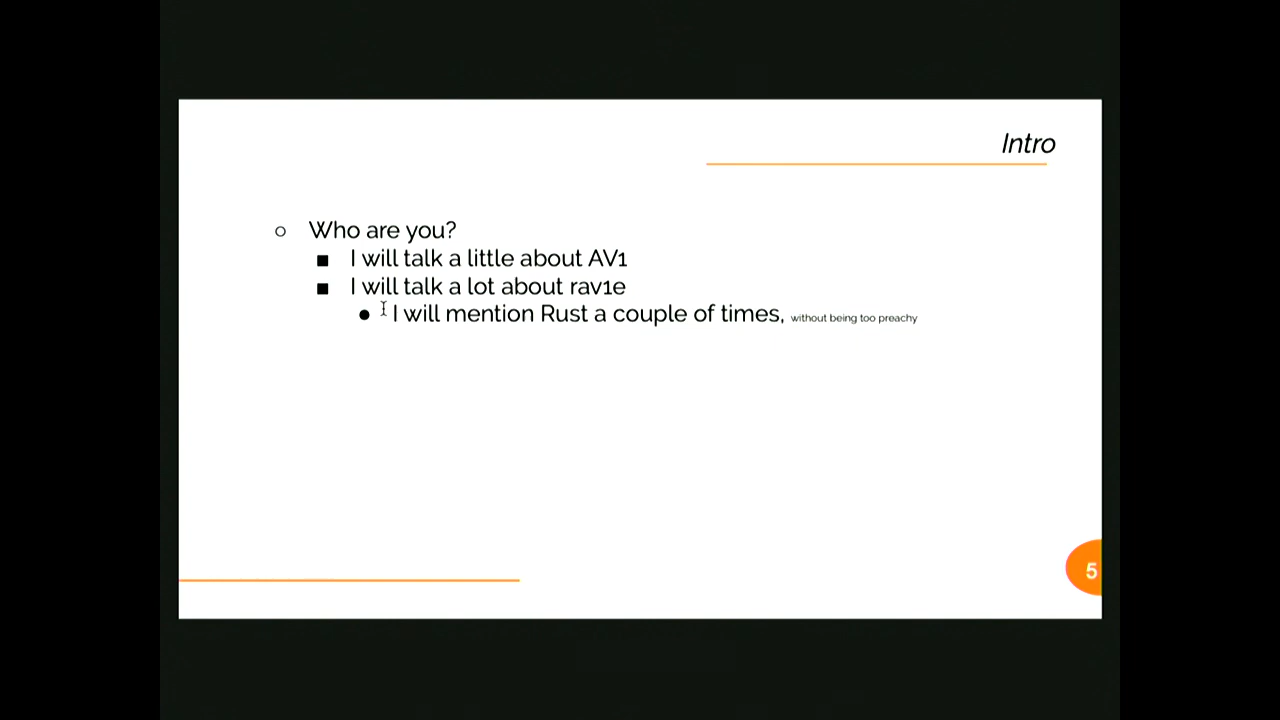 Intro
Who are you?
I will talk a little about AV1
I will talk a lot about rav1e
I will mention Rust a couple of times, without being too preachy
5